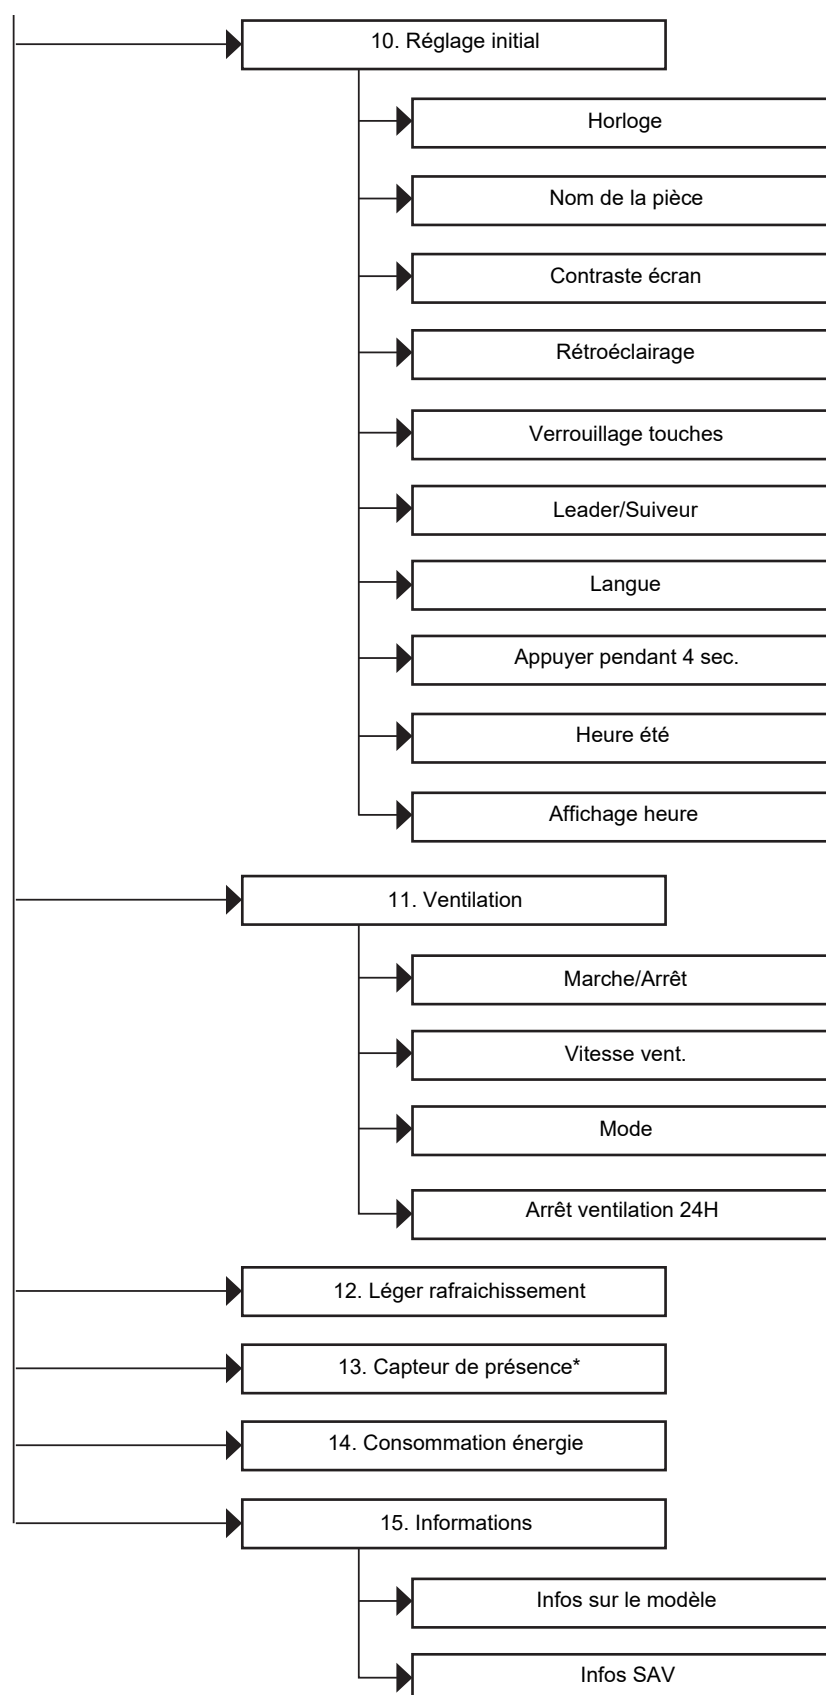 10. Réglage initial
Horloge
Nom de la pièce
Contraste écran
Rétroéclairage
Verrouillage touches
Leader/Suiveur
Langue
Appuyer pendant 4 sec.
Heure été
Affichage heure
11. Ventilation
Marche/Arrêt
Vitesse vent.
Mode
Arrêt ventilation 24H
12. Léger rafraichissement
13. Capteur de présence*
14. Consommation énergie
15. Informations
Infos sur le modèle
Infos SAV